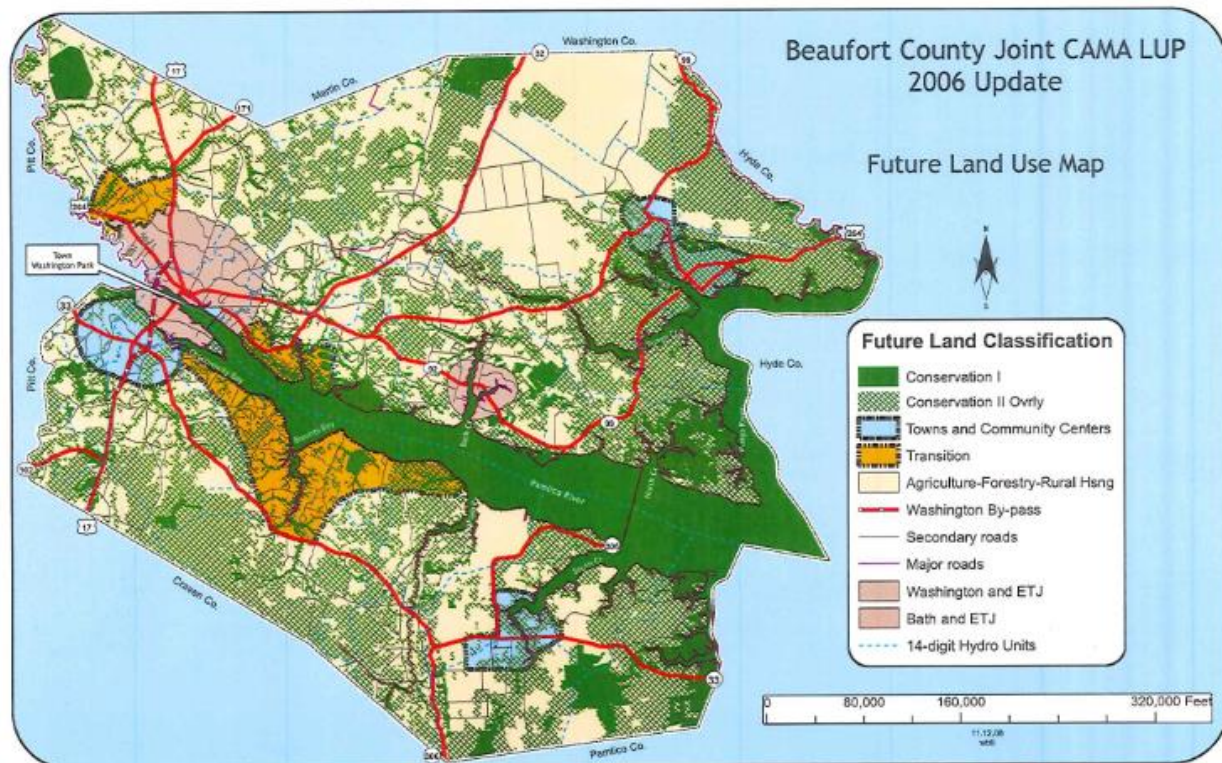 Beaufort County Joint CAMA LUP
2006 Update
Future Land Use Map
Washington Co.
Martin Co.
Hyde Co.
Hyde Co.
Pitt Co.
Pitt Co.
Craven Co.
Pamlico Co.
17
171
32
99
264
264
Town
Washington Park
33
92
99
17
33
Pamlico River
N
S
Future Land Classification
Conservation I
Conservation II Ovrly
Towns and Community Centers
Transition
Agriculture-Forestry-Rural Hsng
Washington By-pass
Secondary roads
Major roads
Washington and ETJ
Bath and ETJ
14-digit Hydro Units
0 80,000 160,000 320,000 Feet